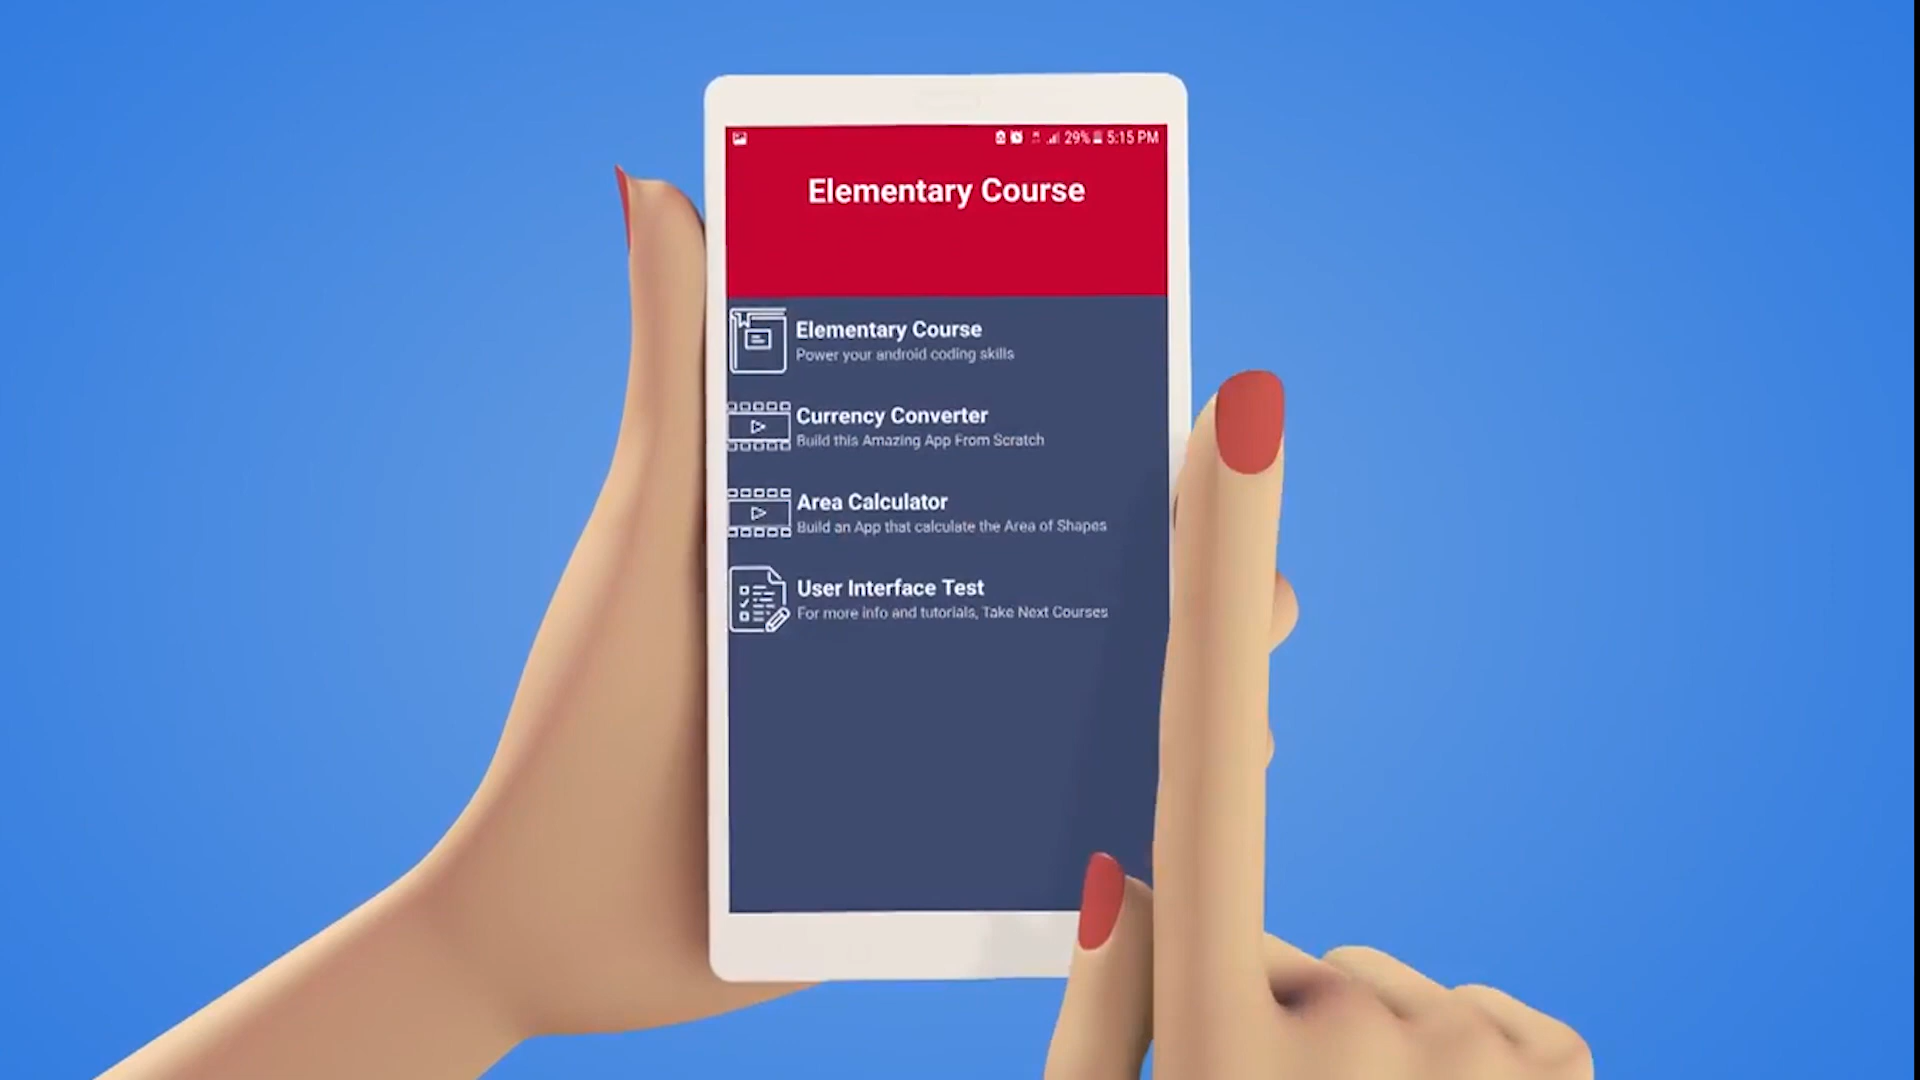 29% 5:15 PM
Elementary Course
Elementary Course
Power your android coding skills
Currency Converter
Build this Amazing App From Scratch
Area Calculator
Build an App that calculate the Area of Shapes
User Interface Test
For more info and tutorials, Take Next Courses